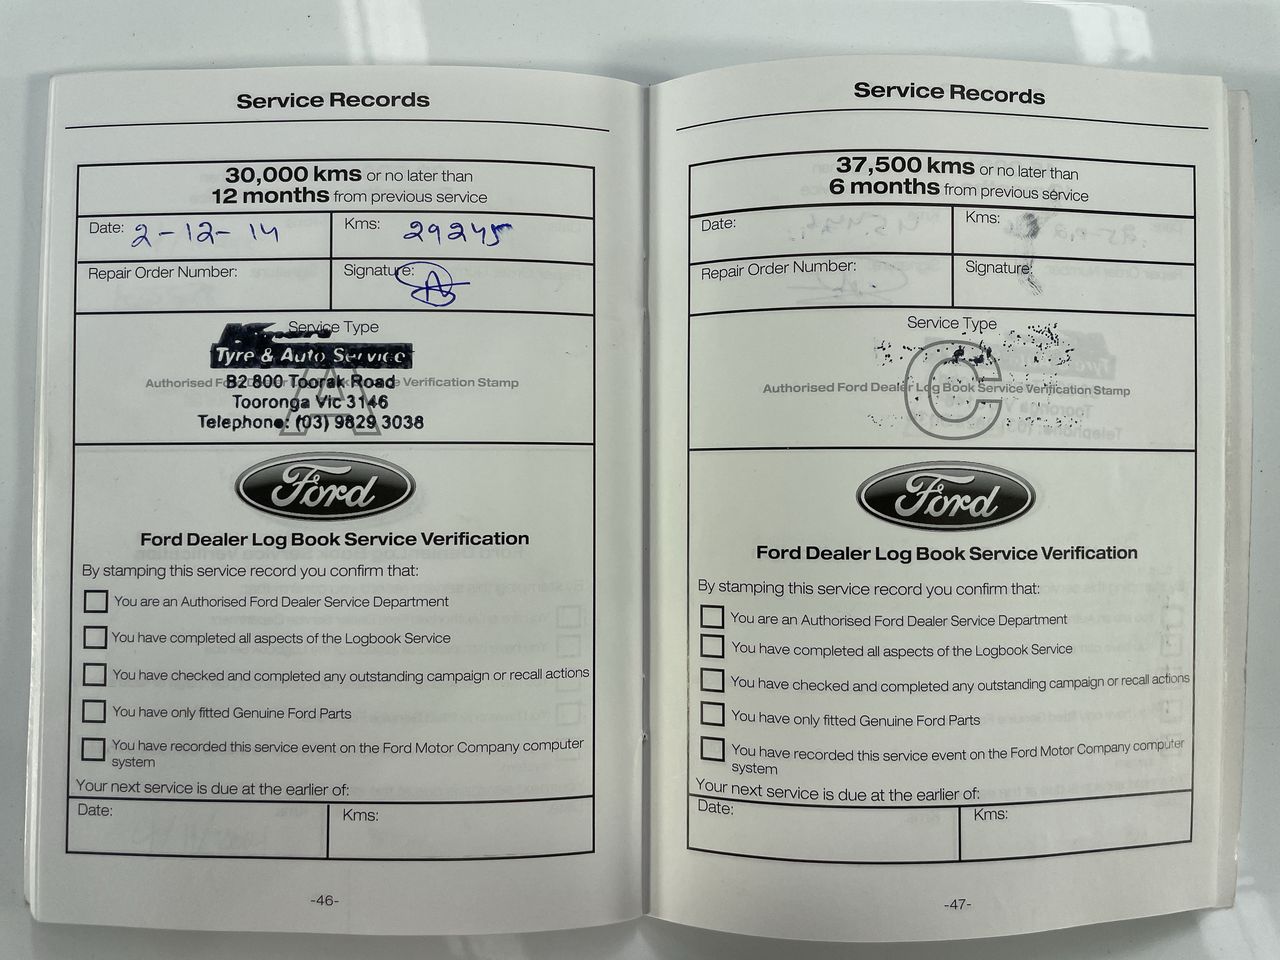 Service Records
30,000 kms or no later than
12 months from previous service
Date: 2-12-14
Kms: 29245
Repair Order Number:
Signature:
Service Type
Tyre & Auto Service
Authorised Ford Dealer Log Book Service Verification Stamp
A
B2 800 Toorak Road
Tooronga Vic 3146
Telephone: (03) 9829 3038
Ford
Ford Dealer Log Book Service Verification
By stamping this service record you confirm that:
You are an Authorised Ford Dealer Service Department
You have completed all aspects of the Logbook Service
You have checked and completed any outstanding campaign or recall actions
You have only fitted Genuine Ford Parts
You have recorded this service event on the Ford Motor Company computer
system
Your next service is due at the earlier of:
Date:
Kms:
-46-
Service Records
37,500 kms or no later than
6 months from previous service
Date:
Kms:
Repair Order Number:
Signature:
Service Type
Authorised Ford Dealer Log Book Service Verification Stamp
C
Ford
Ford Dealer Log Book Service Verification
By stamping this service record you confirm that:
You are an Authorised Ford Dealer Service Department
You have completed all aspects of the Logbook Service
You have checked and completed any outstanding campaign or recall actions
You have only fitted Genuine Ford Parts
You have recorded this service event on the Ford Motor Company computer
system
Your next service is due at the earlier of:
Date:
Kms:
-47-